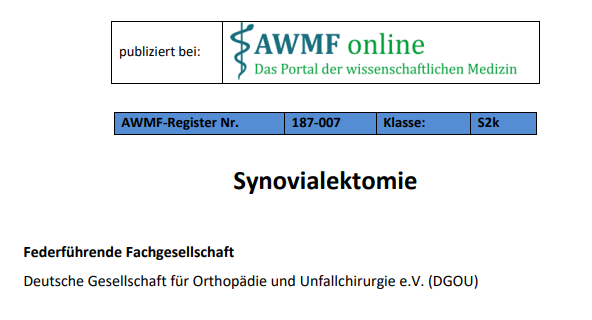 publiziert bei:
AWMF online
Das Portal der wissenschaftlichen Medizin
AWMF-Register Nr. 187-007 Klasse: S2k
Synovialektomie
Federführende Fachgesellschaft
Deutsche Gesellschaft für Orthopädie und Unfallchirurgie e.V. (DGOU)